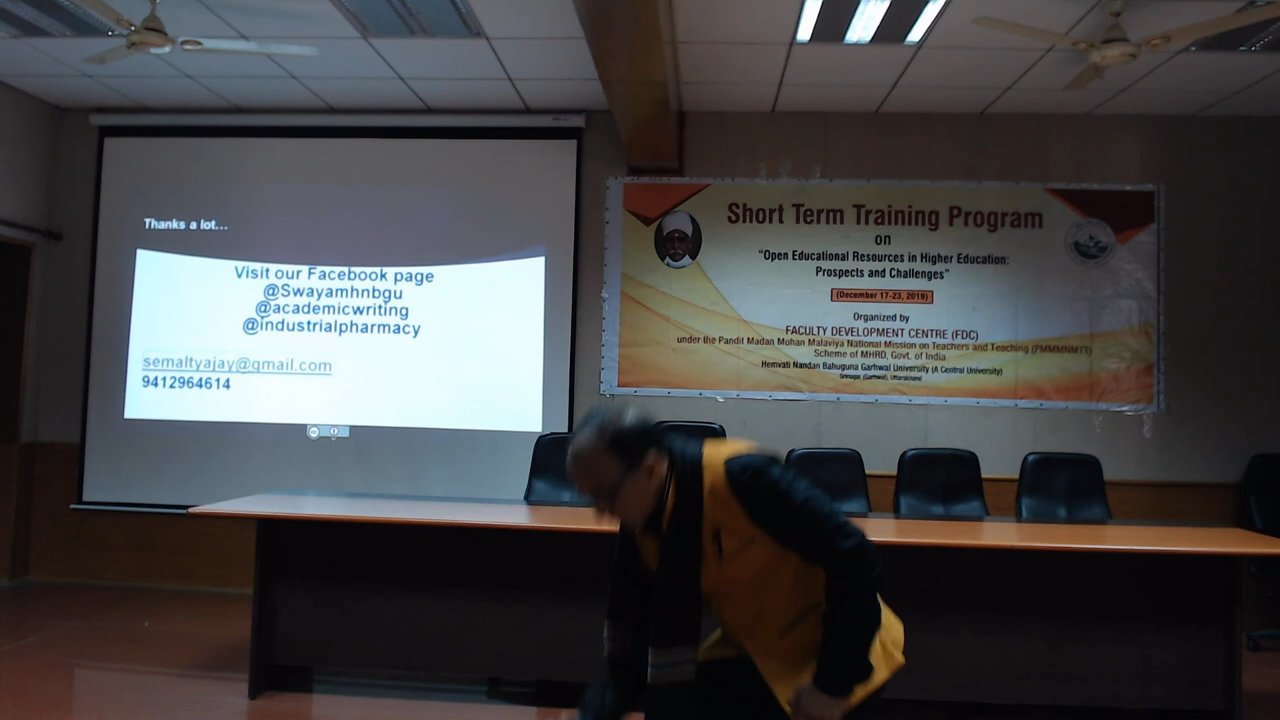 Thanks a lot...
Visit our Facebook page
@Swayamhnbgu
@academicwriting
@industrialpharmacy
semaltyajay@gmail.com
9412964614
Short Term Training Program
on
"Open Educational Resources in Higher Education:
Prospects and Challenges"
(December 17-23, 2019)
Organized by
FACULTY DEVELOPMENT CENTRE (FDC)
under the Pandit Madan Mohan Malaviya National Mission on Teachers and Teaching (PMMMNMTT)
Scheme of MHRD, Govt. of India
Hemvati Nandan Bahuguna Garhwal University (A Central University)
Srinagar (Garhwal), Uttarakhand